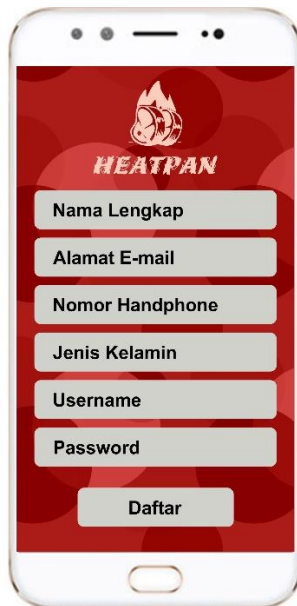 HEATPAN
Nama Lengkap
Alamat E-mail
Nomor Handphone
Jenis Kelamin
Username
Password
Daftar